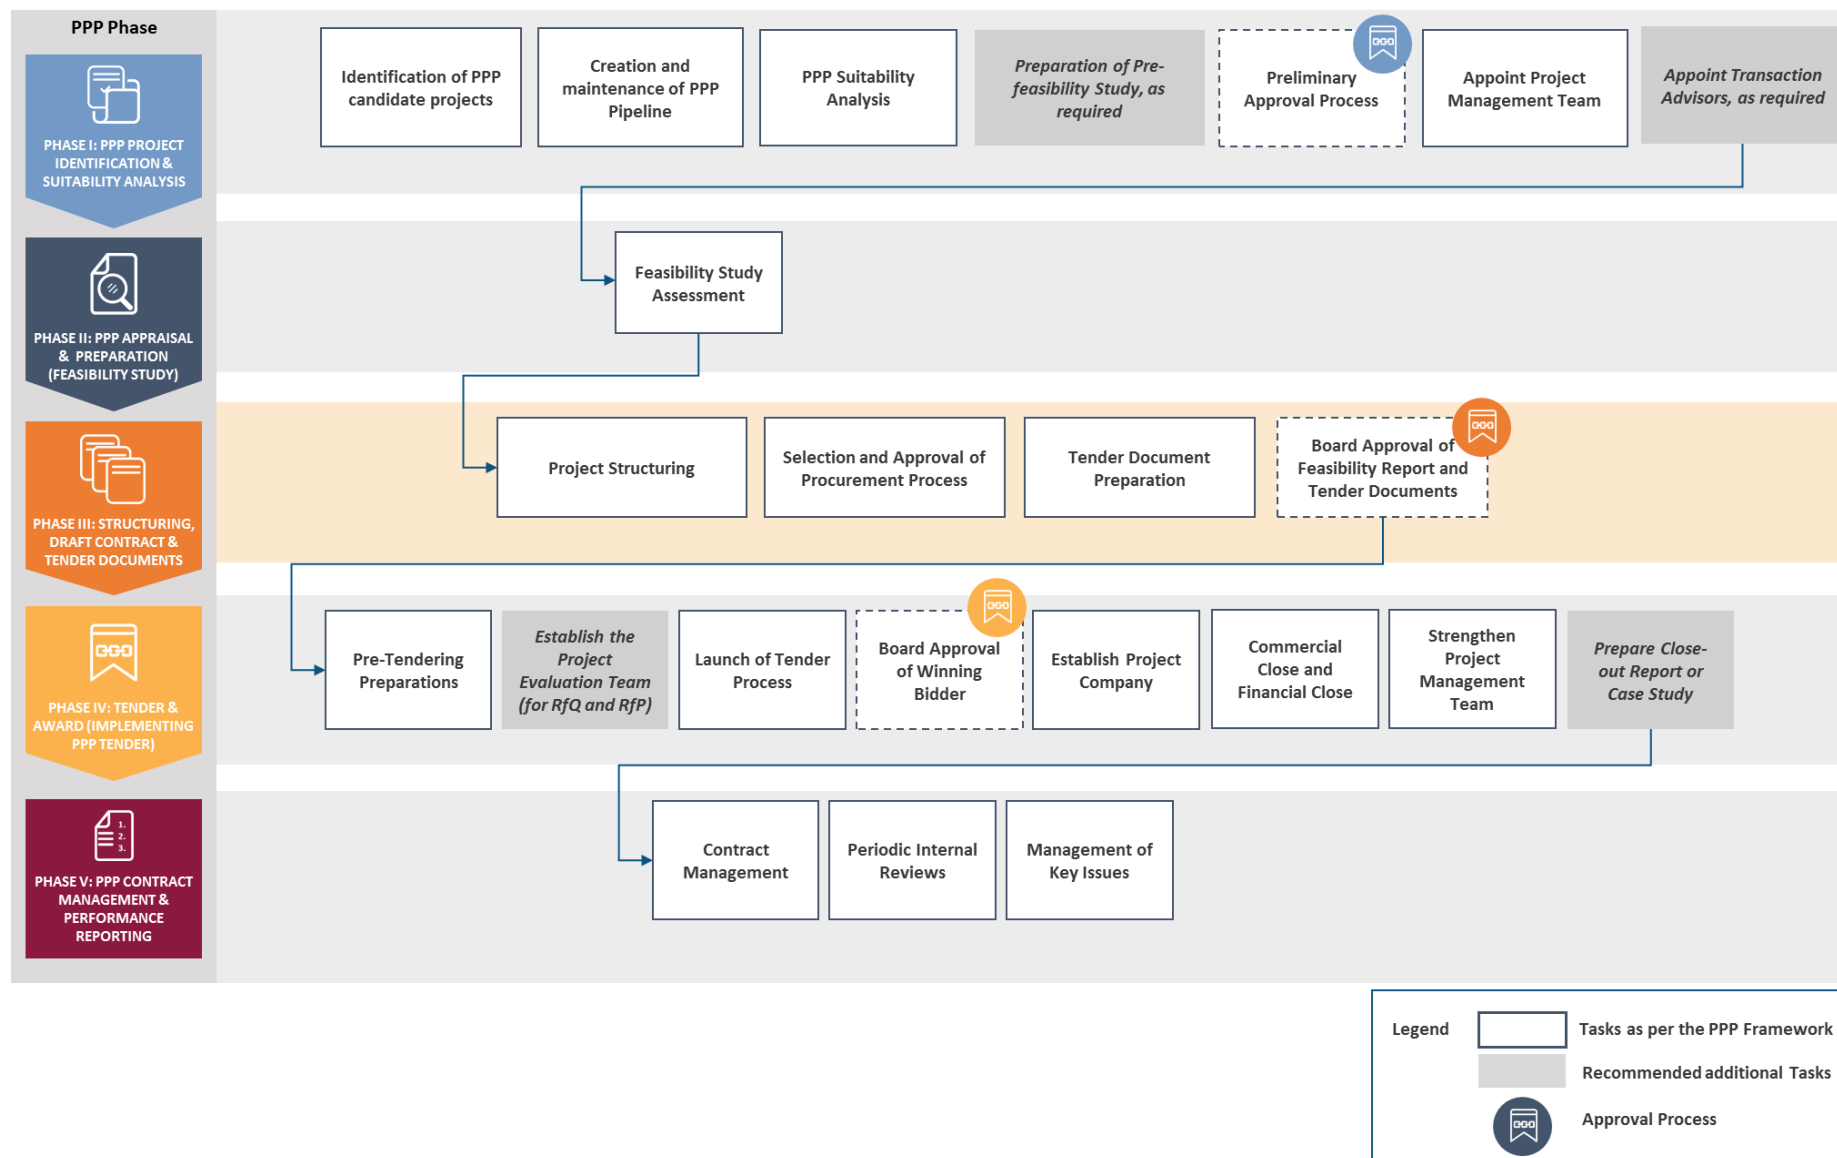 PPP Phase
PHASE I: PPP PROJECT
IDENTIFICATION &
SUITABILITY ANALYSIS
Identification of PPP
candidate projects
Creation and
maintenance of PPP
Pipeline
PPP Suitability
Analysis
Preparation of Pre-
feasibility Study, as
required
Preliminary
Approval Process
Appoint Project
Management Team
Appoint Transaction
Advisors, as required
PHASE II: PPP APPRAISAL
& PREPARATION
(FEASIBILITY STUDY)
Feasibility Study
Assessment
PHASE III: STRUCTURING,
DRAFT CONTRACT &
TENDER DOCUMENTS
Project Structuring
Selection and Approval of
Procurement Process
Tender Document
Preparation
Board Approval of
Feasibility Report and
Tender Documents
PHASE IV: TENDER &
AWARD (IMPLEMENTING
PPP TENDER)
Pre-Tendering
Preparations
Establish the
Project
Evaluation Team
(for RfQ and RfP)
Launch of Tender
Process
Board Approval
of Winning
Bidder
Establish Project
Company
Commercial
Close and
Financial Close
Strengthen
Project
Management
Team
Prepare Close-
out Report or
Case Study
1.
2.
3.
PHASE V: PPP CONTRACT
MANAGEMENT &
PERFORMANCE
REPORTING
Contract
Management
Periodic Internal
Reviews
Management of
Key Issues
Legend
Tasks as per the PPP Framework
Recommended additional Tasks
Approval Process